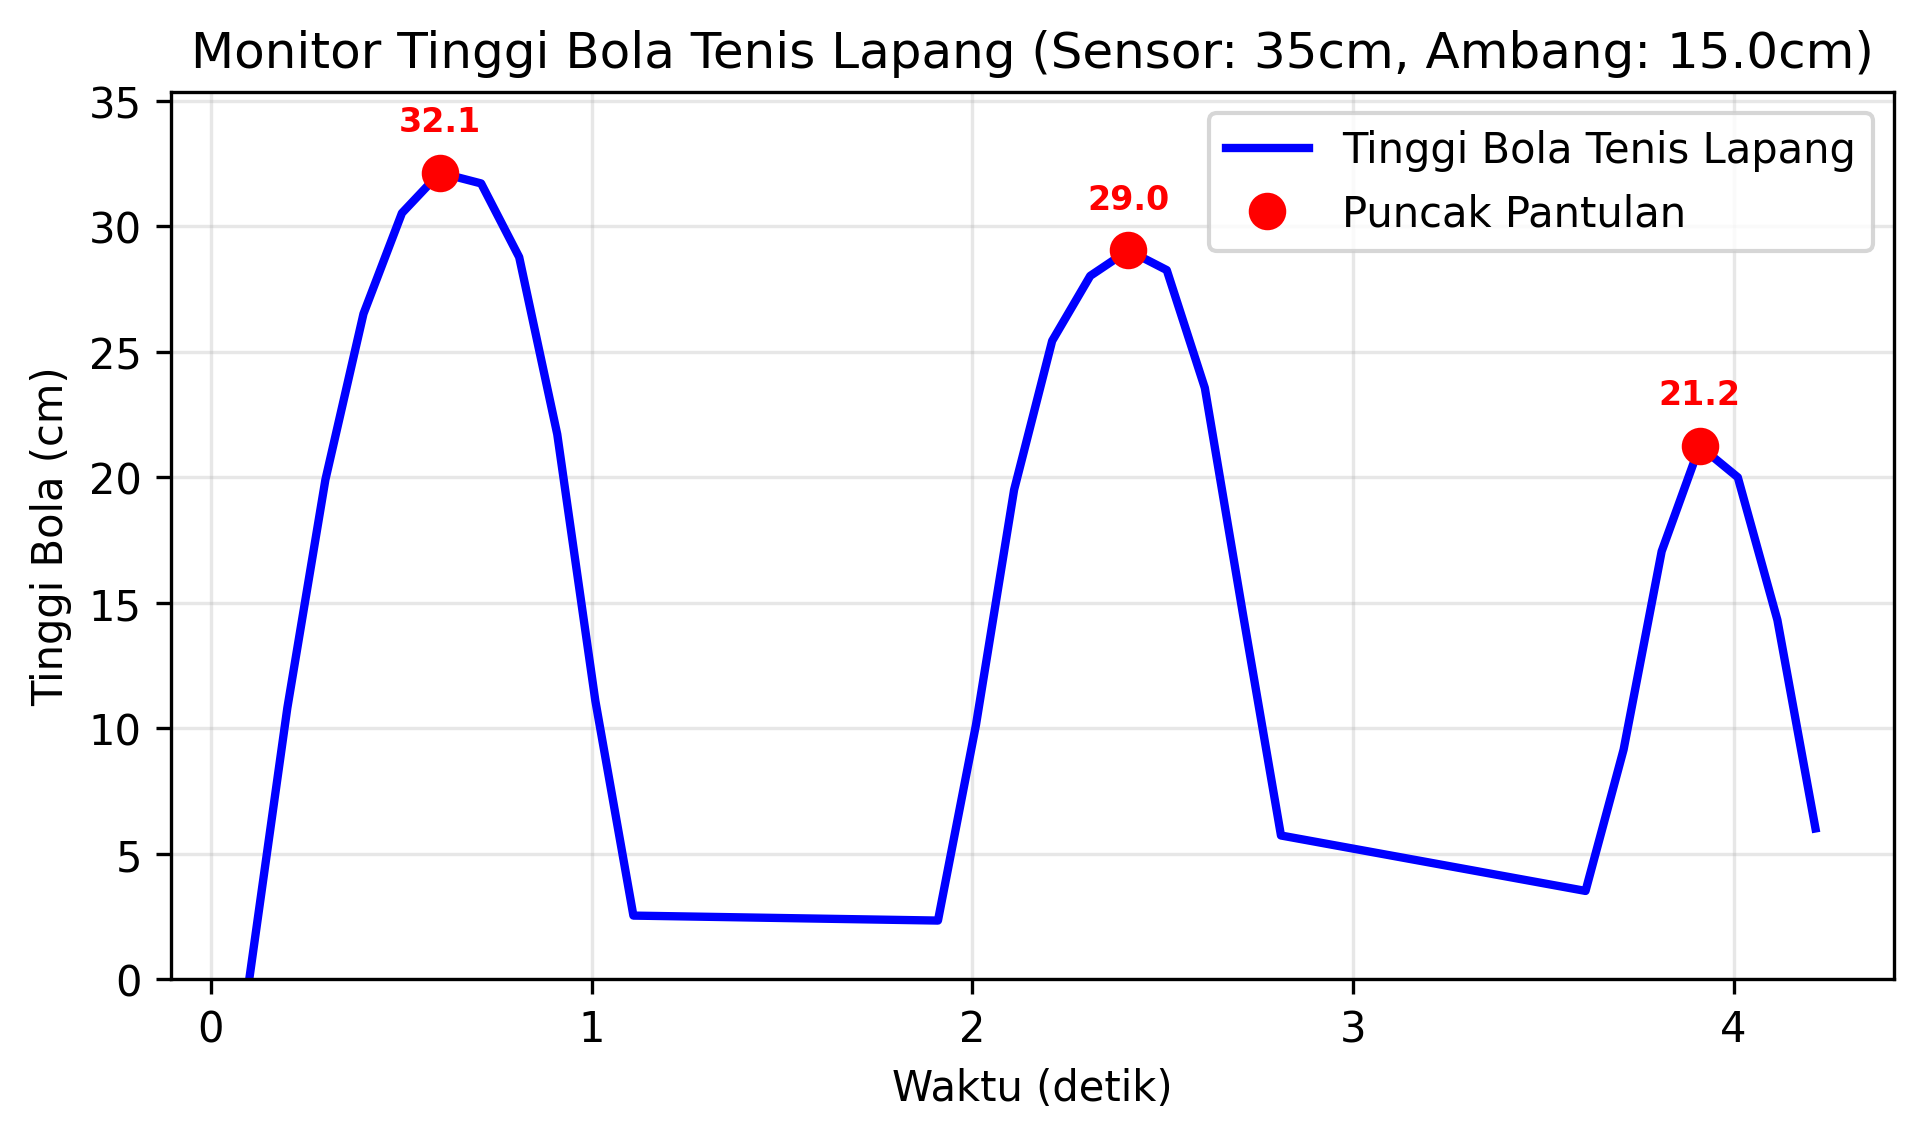 Monitor Tinggi Bola Tenis Lapang (Sensor: 35cm, Ambang: 15.0cm)
Tinggi Bola Tenis Lapang
Puncak Pantulan
32.1
29.0
21.2
Tinggi Bola (cm)
35
30
25
20
15
10
5
0
0 1 2 3 4
Waktu (detik)